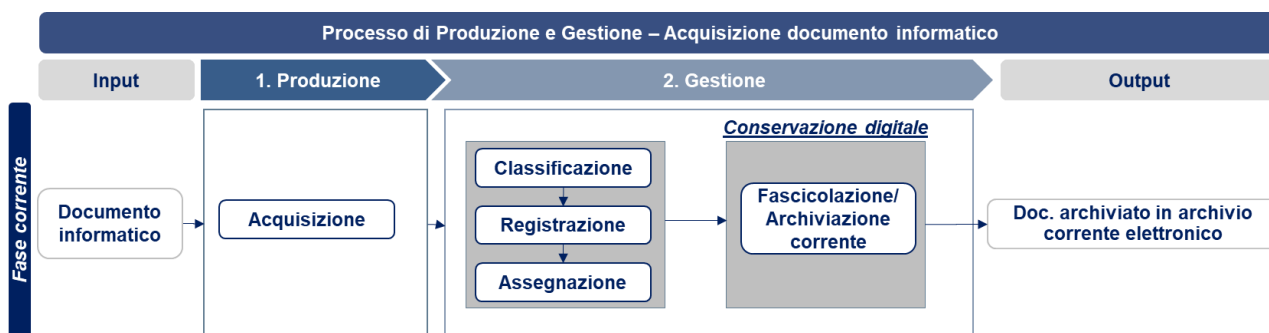 Processo di Produzione e Gestione – Acquisizione documento informatico
Input
1. Produzione
2. Gestione
Output
Fase corrente
Documento
informatico
Acquisizione
Classificazione
Registrazione
Assegnazione
Conservazione digitale
Fascicolazione/
Archiviazione
corrente
Doc. archiviato in archivio
corrente elettronico